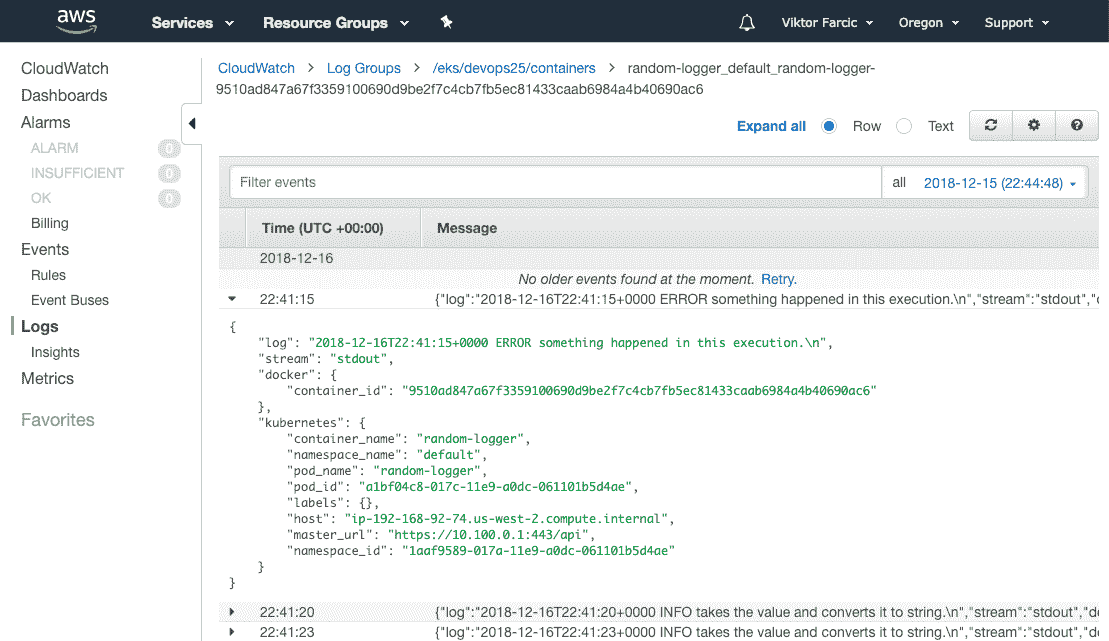 aws Services Resource Groups Viktor Farcic Oregon Support
CloudWatch
Dashboards
Alarms
ALARM 0
INSUFFICIENT 0
OK 0
Billing
Events
Rules
Event Buses
Logs
Insights
Metrics
Favorites
CloudWatch > Log Groups > /eks/devops25/containers > random-logger_default_random-logger-
9510ad847a67f3359100690d9be2f7c4cb7fb5ec81433caab6984a4b40690ac6
Expand all Row Text ?
Filter events all 2018-12-15 (22:44:48)
Time (UTC +00:00) Message
2018-12-16
No older events found at the moment. Retry.
22:41:15 {"log":"2018-12-16T22:41:15+0000 ERROR something happened in this execution.\n","stream":"stdout","d
{
"log": "2018-12-16T22:41:15+0000 ERROR something happened in this execution.\n",
"stream": "stdout",
"docker": {
"container_id": "9510ad847a67f3359100690d9be2f7c4cb7fb5ec81433caab6984a4b40690ac6"
},
"kubernetes": {
"container_name": "random-logger",
"namespace_name": "default",
"pod_name": "random-logger",
"pod_id": "a1bf04c8-017c-11e9-a0dc-061101b5d4ae",
"labels": {},
"host": "ip-192-168-92-74.us-west-2.compute.internal",
"master_url": "https://10.100.0.1:443/api",
"namespace_id": "1aaf9589-017a-11e9-a0dc-061101b5d4ae"
}
}
22:41:20 {"log":"2018-12-16T22:41:20+0000 INFO takes the value and converts it to string.\n","stream":"stdout","de
22:41:23 {"log":"2018-12-16T22:41:23+0000 INFO takes the value and converts it to string.\n","stream":"stdout","de